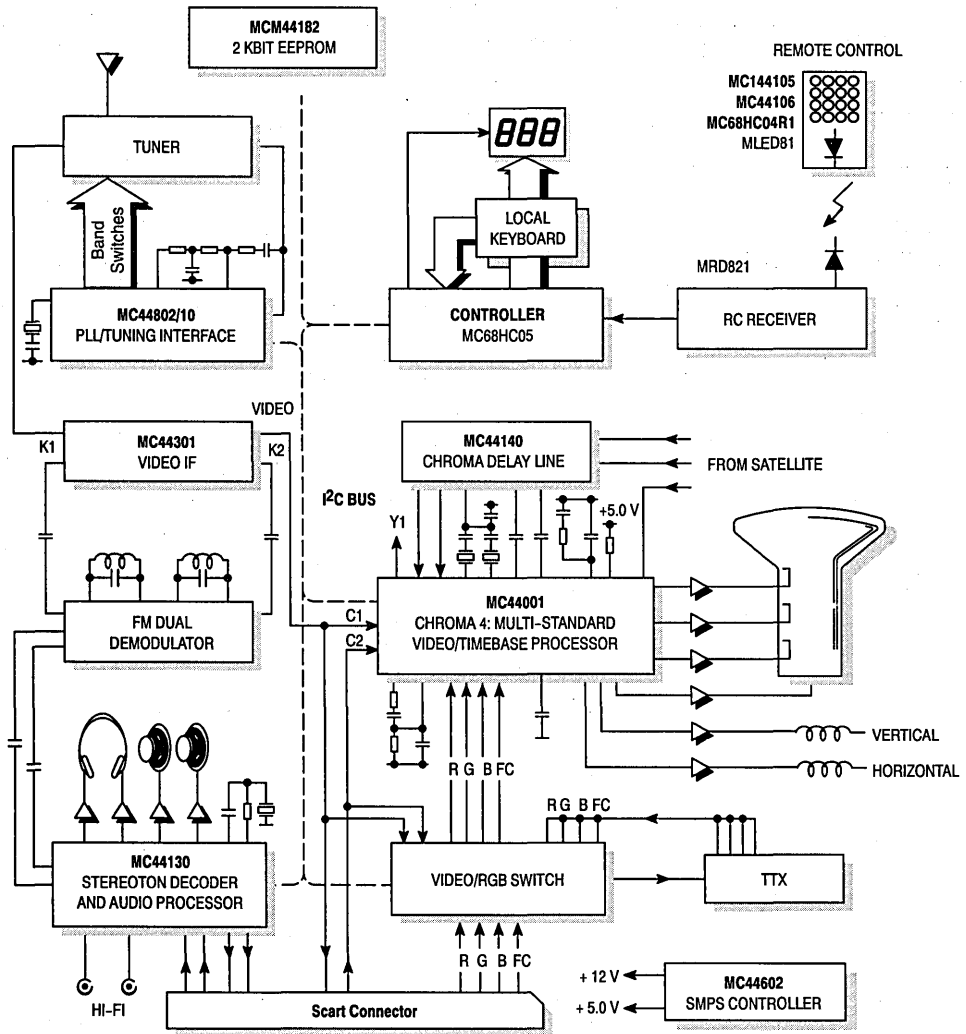 MCM44182
2 KBIT EEPROM
REMOTE CONTROL
MC144105
MC44106
MC68HC04R1
MLED81
TUNER
888
Band
Switches
LOCAL
KEYBOARD
MRD821
MC44802/10
PLL/TUNING INTERFACE
CONTROLLER
MC68HC05
RC RECEIVER
VIDEO
K1
MC44301
VIDEO IF
K2
MC44140
CHROMA DELAY LINE
FROM SATELLITE
I2C BUS
Y1
+5.0 V
MC44001
CHROMA 4: MULTI-STANDARD
VIDEO/TIMEBASE PROCESSOR
C1
C2
FM DUAL
DEMODULATOR
VERTICAL
HORIZONTAL
R G B FC
R G B FC
MC44130
STEREOTON DECODER
AND AUDIO PROCESSOR
VIDEO/RGB SWITCH
TTX
R G B FC
HI-FI
Scart Connector
+ 12 V
+ 5.0 V
MC44602
SMPS CONTROLLER